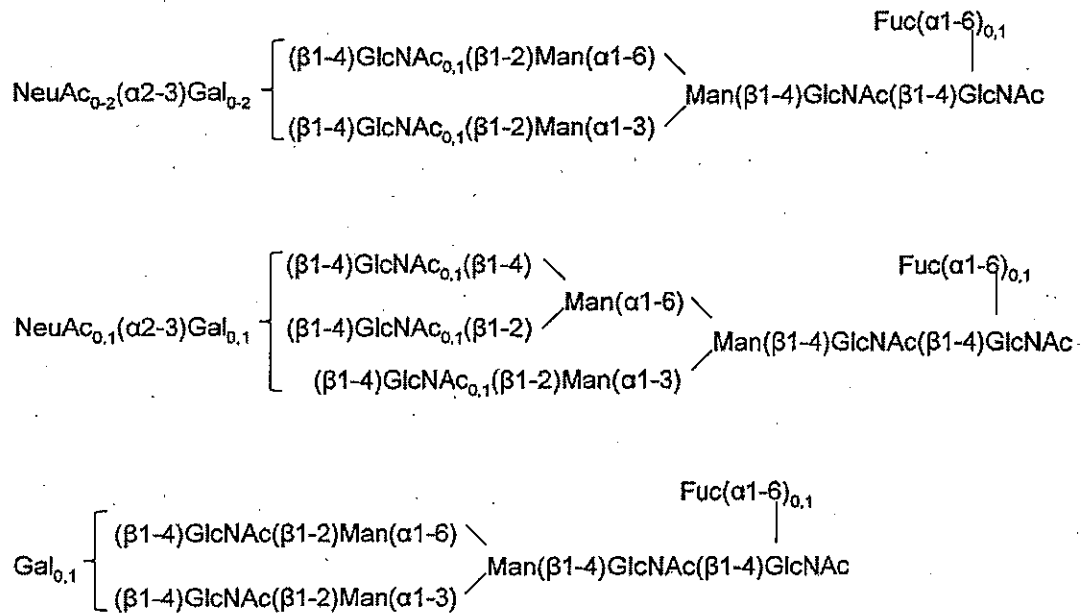 Fuc(α1-6)0,1
(β1-4)GlcNAc0,1(β1-2)Man(α1-6)
NeuAc0-2(α2-3)Gal0-2 Man(β1-4)GlcNAc(β1-4)GlcNAc
(β1-4)GlcNAc0,1(β1-2)Man(α1-3)
(β1-4)GlcNAc0,1(β1-4) Fuc(α1-6)0,1
Man(α1-6)
NeuAc0,1(α2-3)Gal0,1 (β1-4)GlcNAc0,1(β1-2) Man(β1-4)GlcNAc(β1-4)GlcNAc
(β1-4)GlcNAc0,1(β1-2)Man(α1-3)
Fuc(α1-6)0,1
(β1-4)GlcNAc(β1-2)Man(α1-6)
Gal0,1 Man(β1-4)GlcNAc(β1-4)GlcNAc
(β1-4)GlcNAc(β1-2)Man(α1-3)